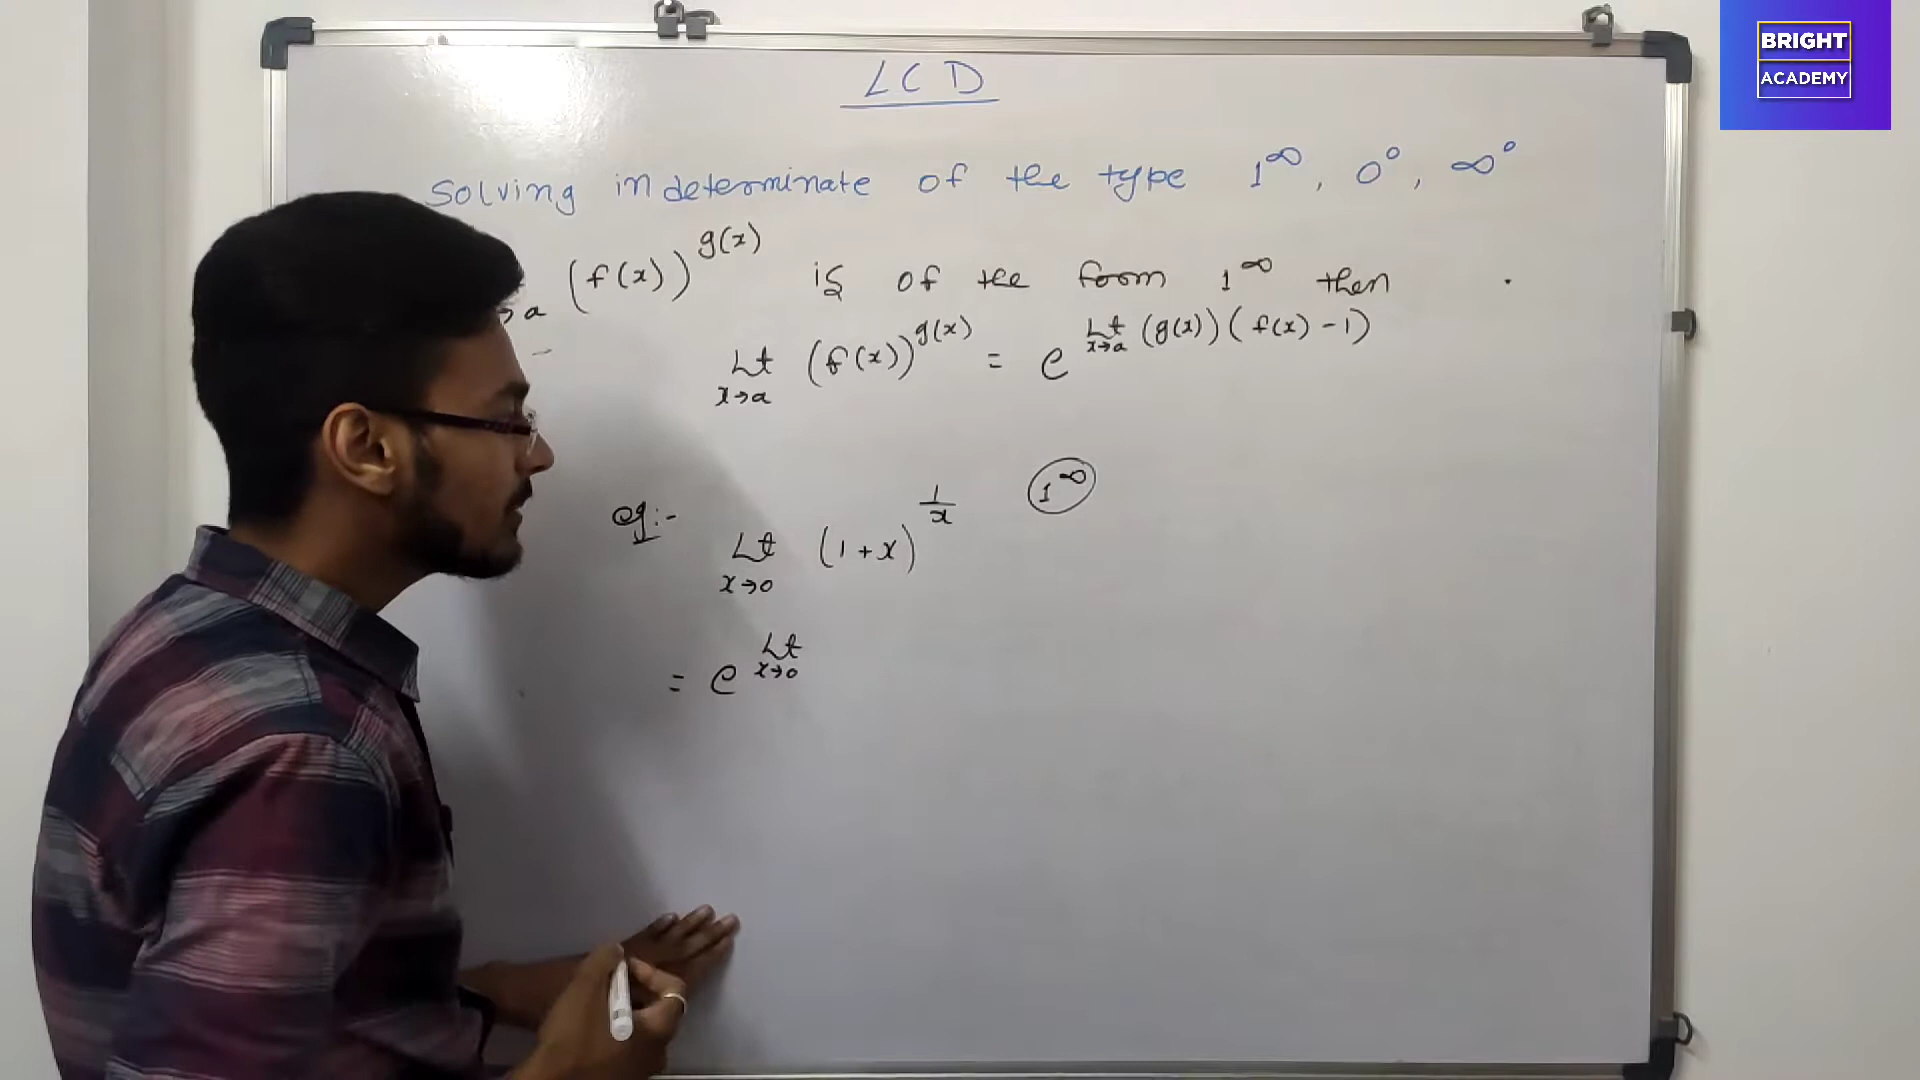 BRIGHT
ACADEMY
LCD
Solving indeterminate of the type 1^∞, 0^0, ∞^0
→a (f(x))^g(x) is of the form 1^∞ then
Lt x→a (f(x))^g(x) = e^Lt x→a (g(x))(f(x)-1)
eg:- Lt x→0 (1+x)^1/x 1^∞
= e^Lt x→0